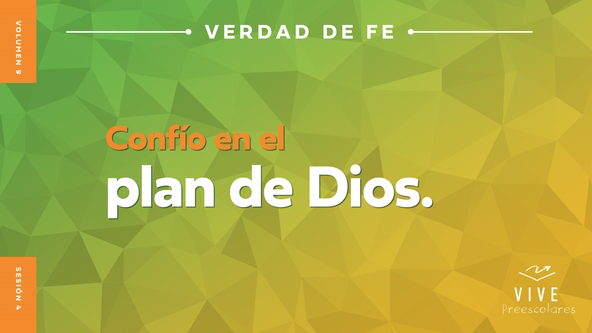 VOLUMEN 9
VERDAD DE FE
Confío en el
plan de Dios.
SESIÓN 4
VIVE
Preescolares